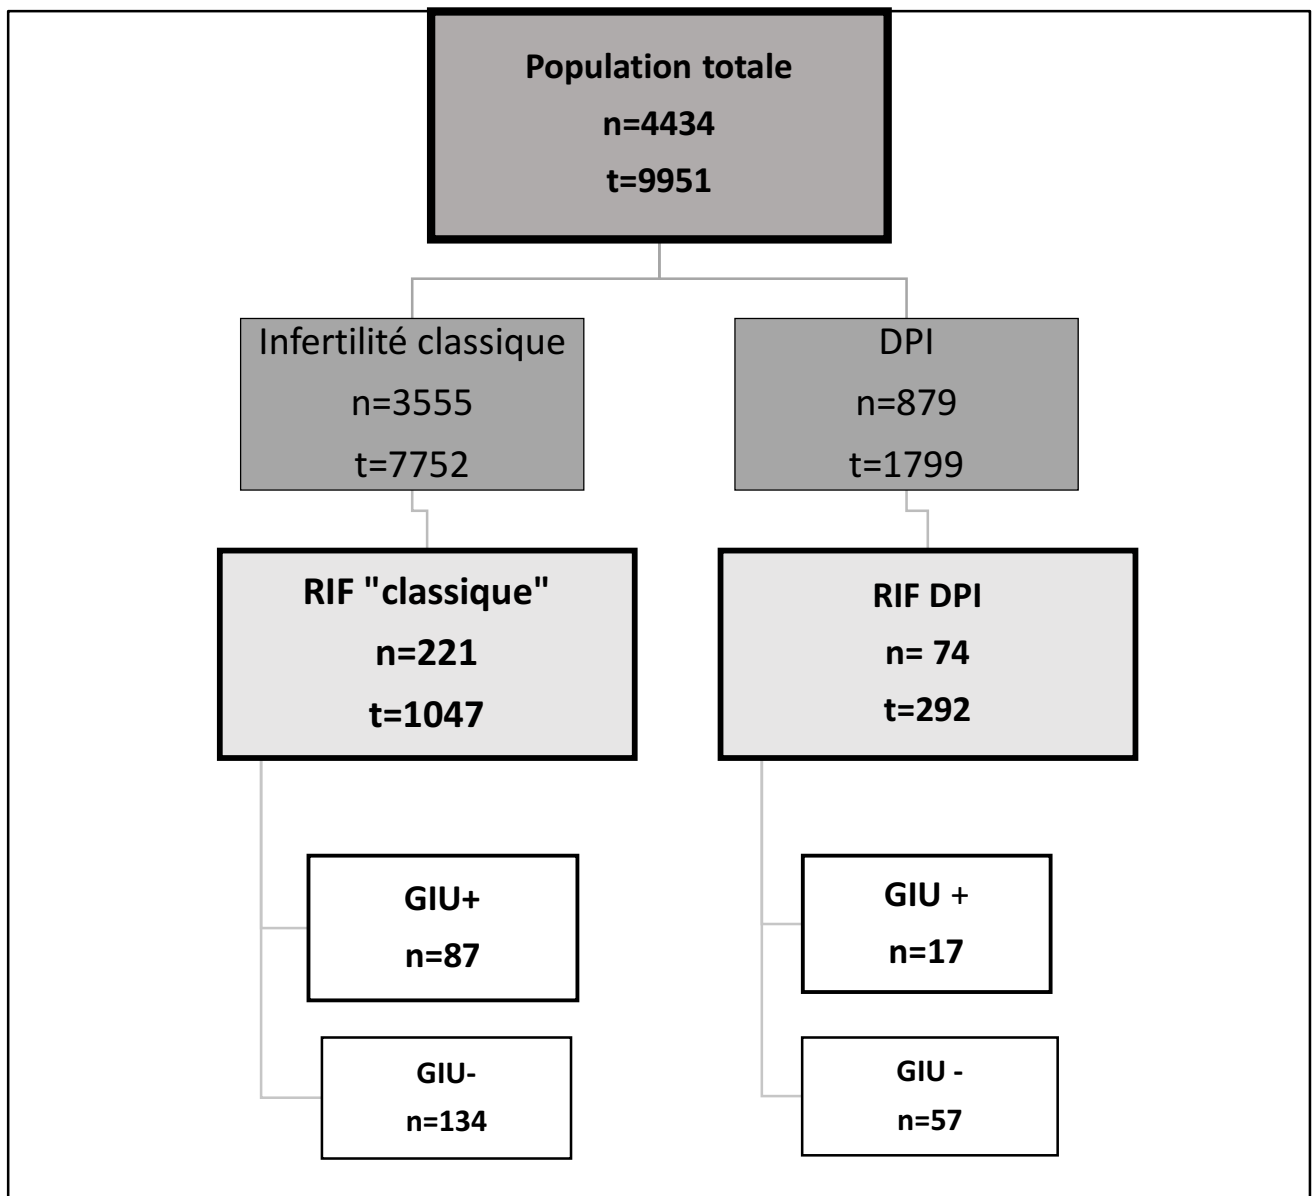 Population totale
n=4434
t=9951
Infertilité classique
n=3555
t=7752
DPI
n=879
t=1799
RIF "classique"
n=221
t=1047
RIF DPI
n= 74
t=292
GIU+
n=87
GIU +
n=17
GIU-
n=134
GIU -
n=57